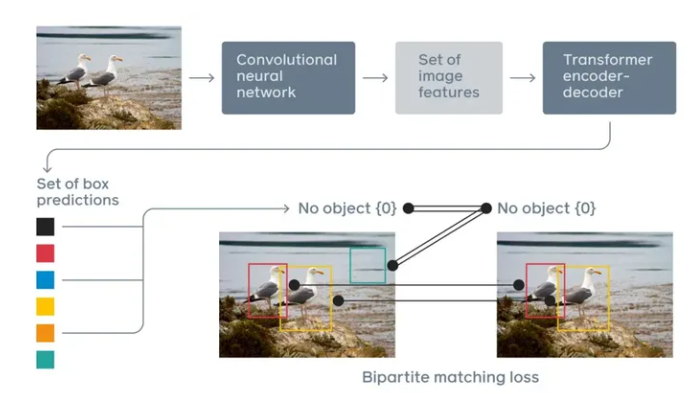 Convolutional
neural
network
Set of
image
features
Transformer
encoder-
decoder
Set of box
predictions
No object {0}
No object {0}
Bipartite matching loss